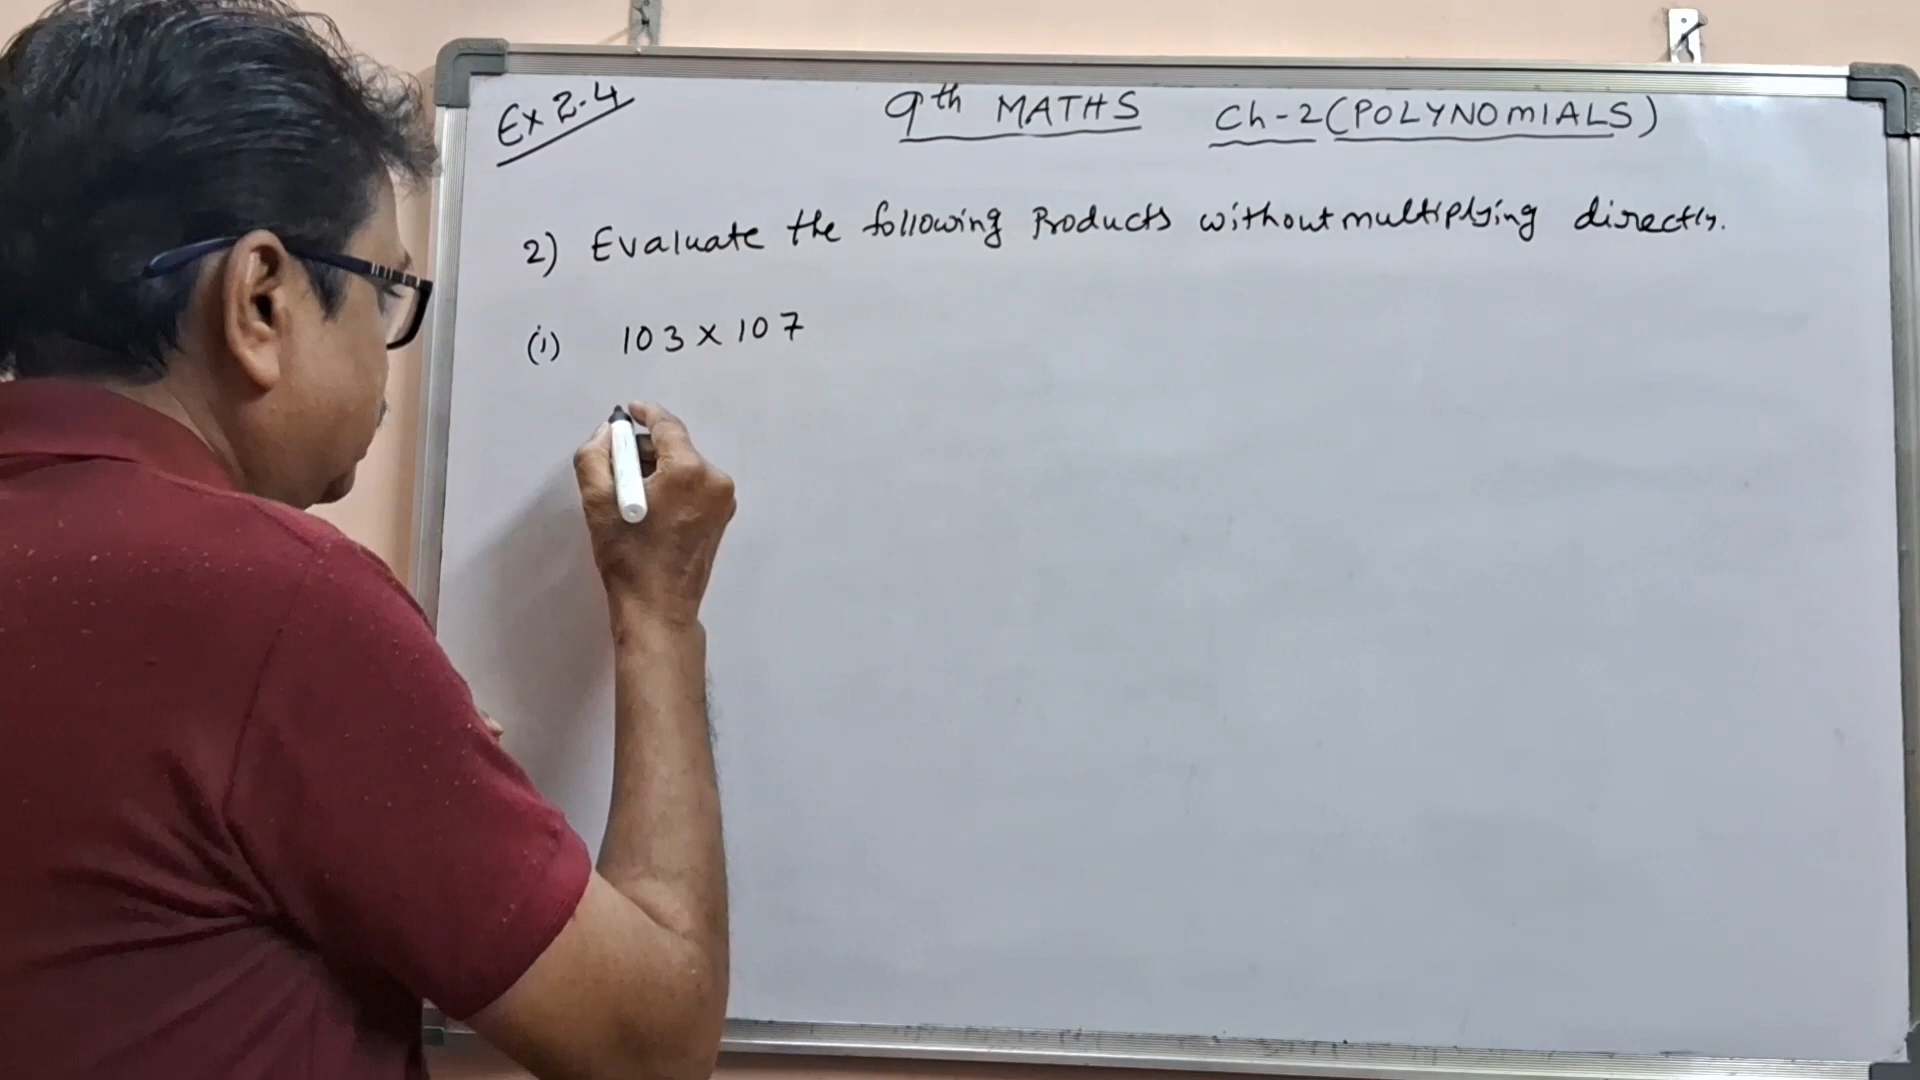 Ex 2.4
9th MATHS Ch-2 (POLYNOMIALS)
2) Evaluate the following Products without multiplying directly.
(i) 103 × 107